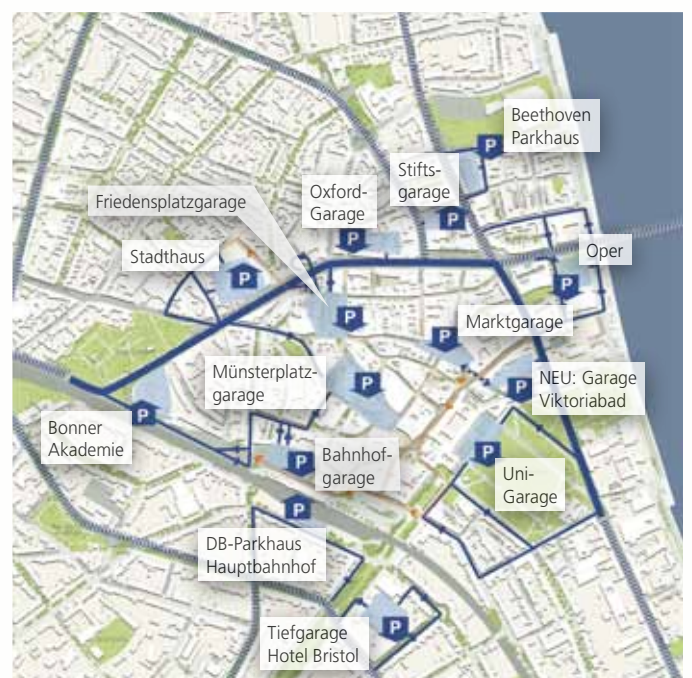 Beethoven
Parkhaus
P
Stifts-
garage
P
Oxford-
Garage
P
Friedensplatzgarage
Stadthaus
P
Oper
P
P
Marktgarage
P
Münsterplatz-
garage
P
NEU: Garage
Viktoriabad
P
Bonner
Akademie
P
Bahnhof-
garage
P
Uni-
Garage
P
DB-Parkhaus
Hauptbahnhof
P
Tiefgarage
Hotel Bristol
P